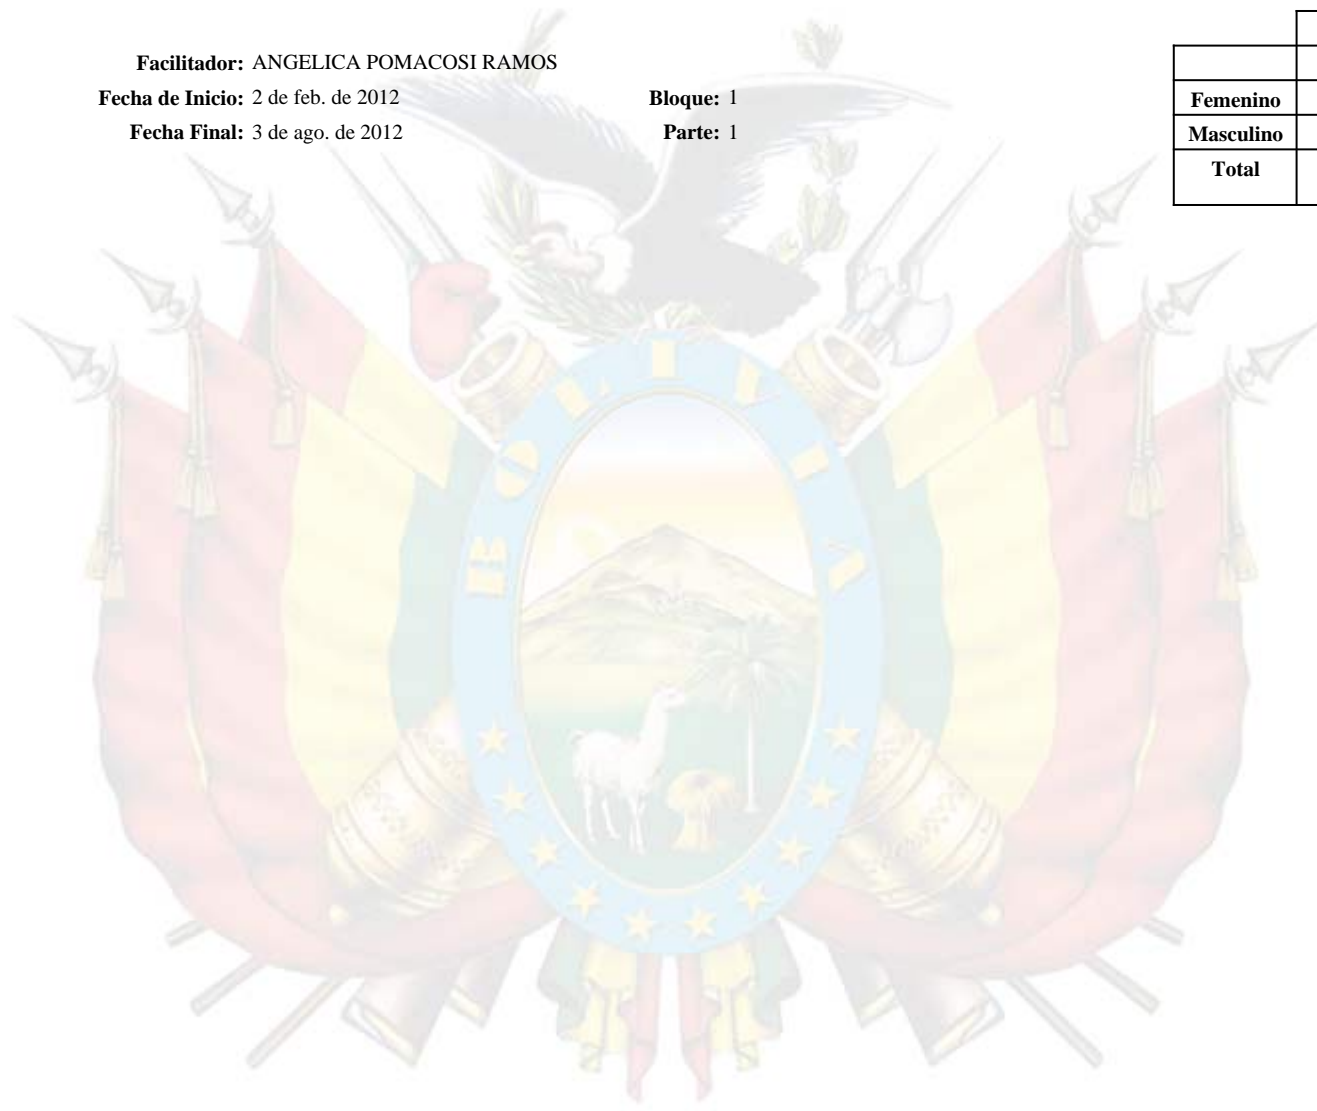 Facilitador: ANGELICA POMACOSI RAMOS
Fecha de Inicio: 2 de feb. de 2012 Bloque: 1
Fecha Final: 3 de ago. de 2012 Parte: 1
Femenino
Masculino
Total
BOLIVIA